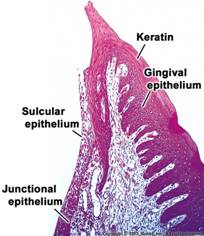 Keratin
Gingival
epithelium
Sulcular
epithelium
Junctional
epithelium